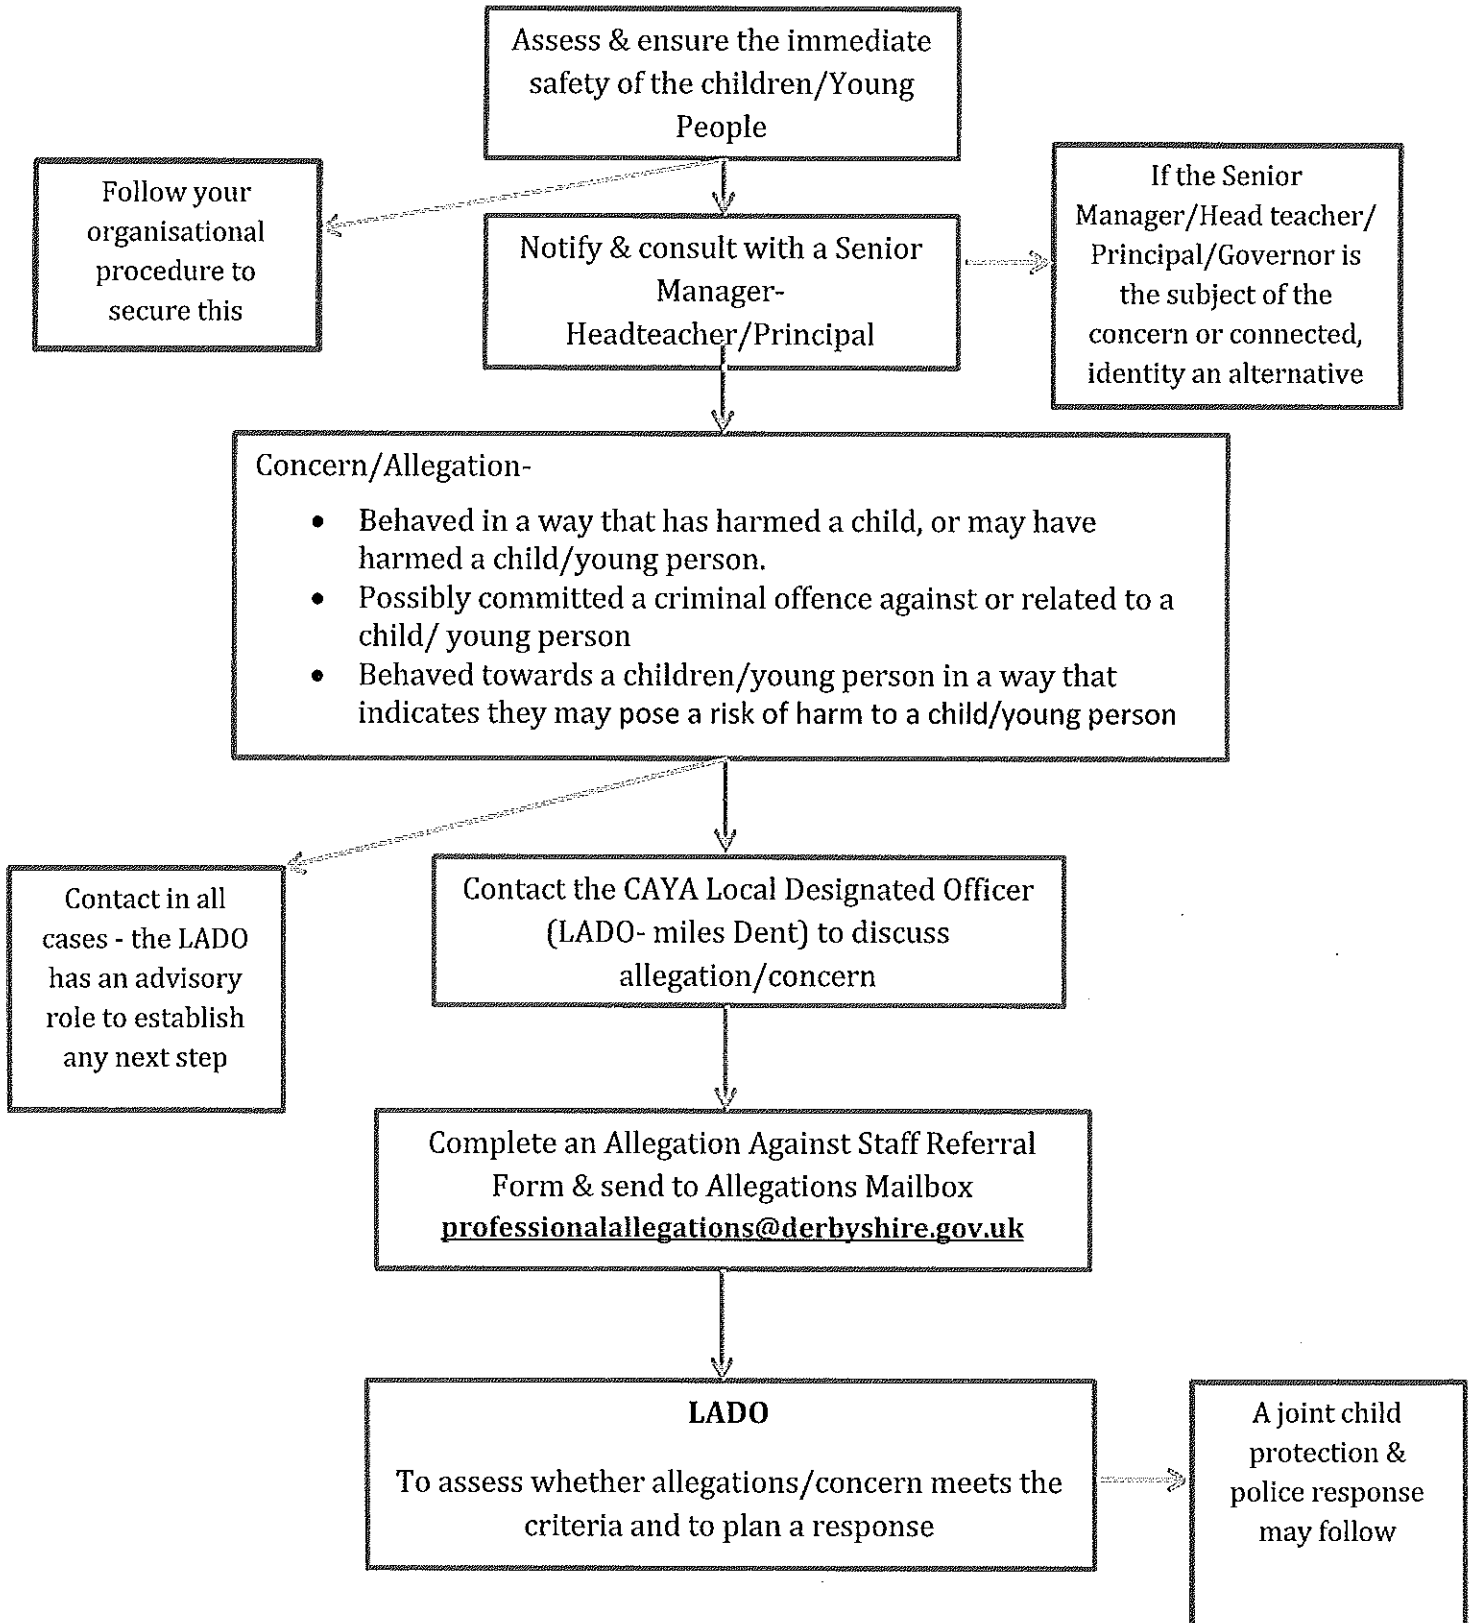 Assess & ensure the immediate
safety of the children/Young
People
Follow your
organisational
procedure to
secure this
Notify & consult with a Senior
Manager-
Headteacher/Principal
If the Senior
Manager/Head teacher/
Principal/Governor is
the subject of the
concern or connected,
identity an alternative
Concern/Allegation-
• Behaved in a way that has harmed a child, or may have
harmed a child/young person.
• Possibly committed a criminal offence against or related to a
child/ young person
• Behaved towards a children/young person in a way that
indicates they may pose a risk of harm to a child/young person
Contact in all
cases - the LADO
has an advisory
role to establish
any next step
Contact the CAYA Local Designated Officer
(LADO- miles Dent) to discuss
allegation/concern
Complete an Allegation Against Staff Referral
Form & send to Allegations Mailbox
professionalallegations@derbyshire.gov.uk
LADO
To assess whether allegations/concern meets the
criteria and to plan a response
A joint child
protection &
police response
may follow